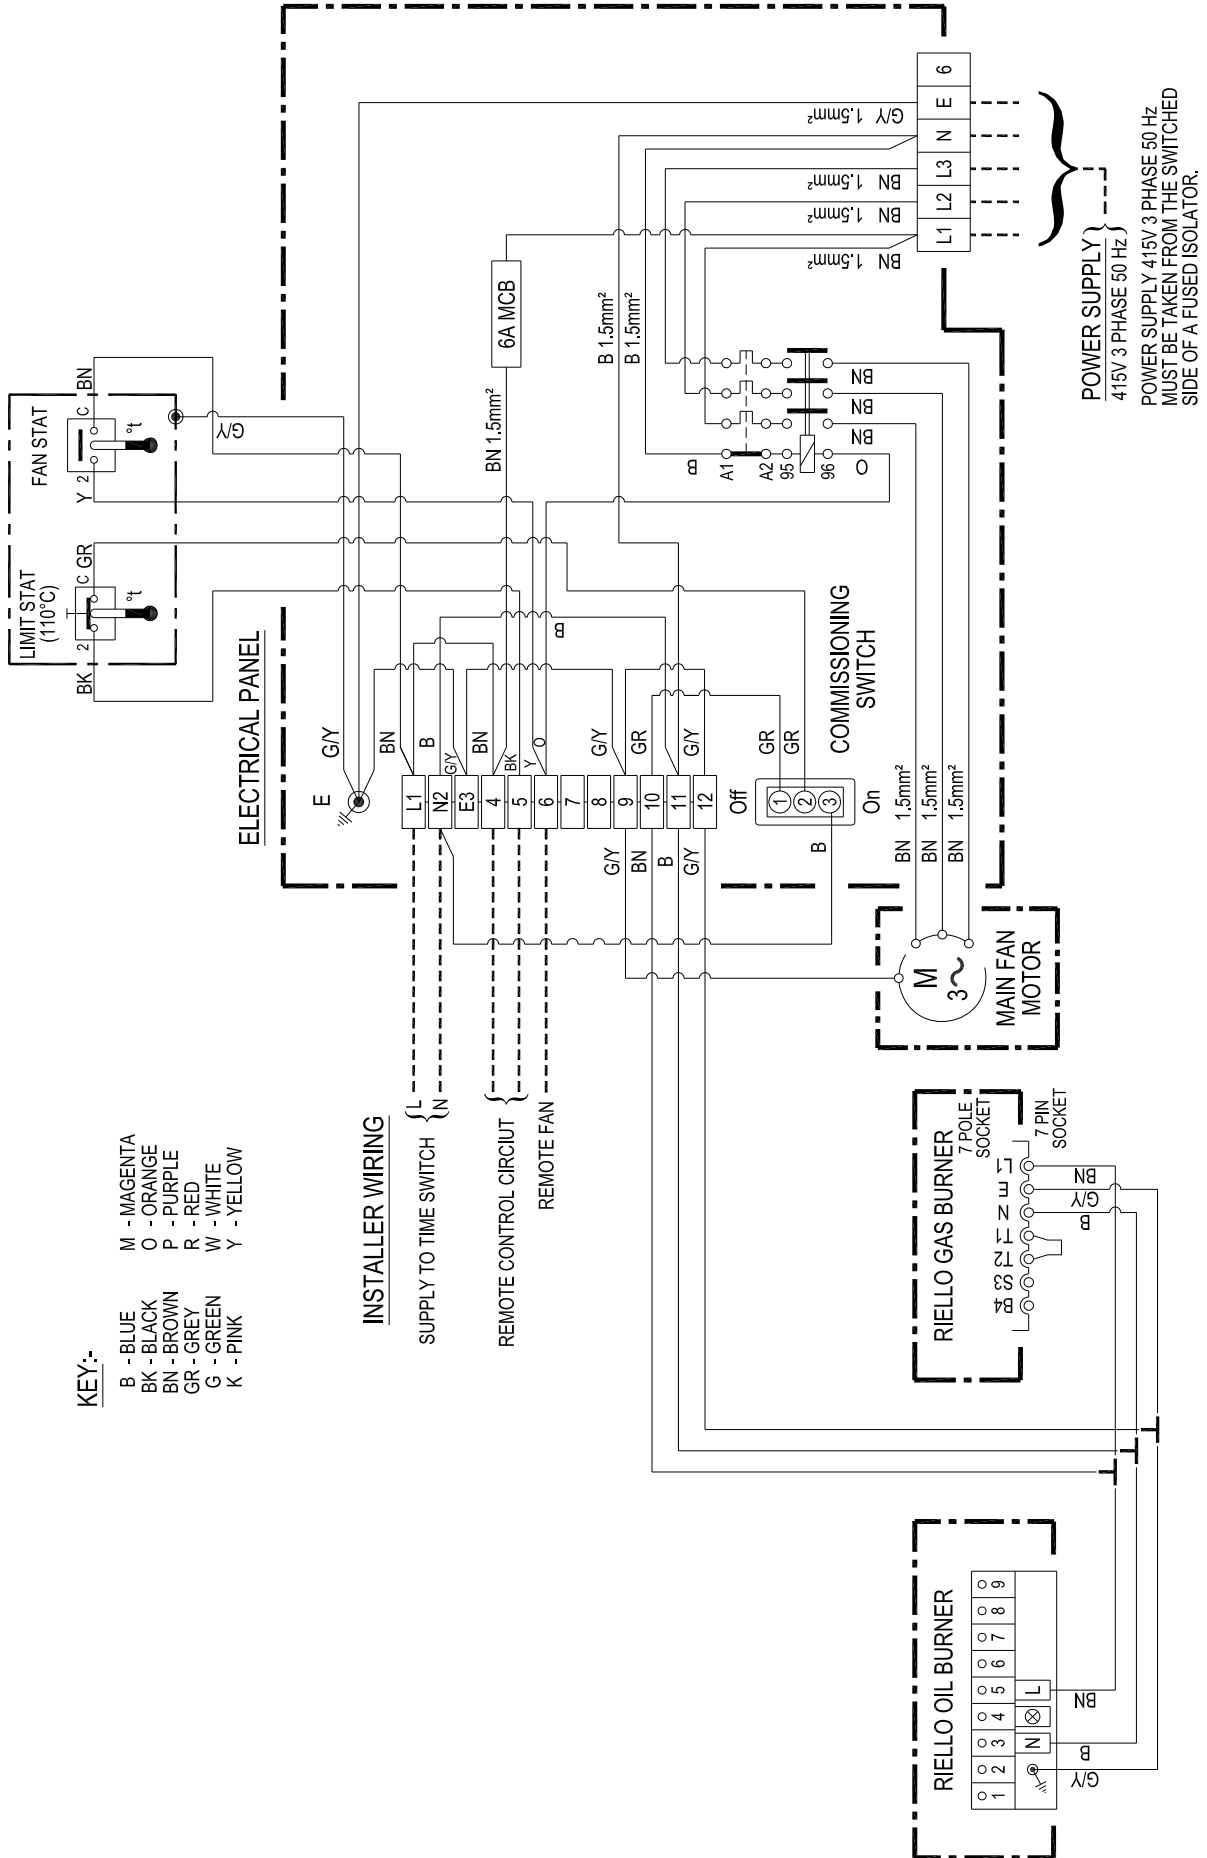 FAN STAT
LIMIT STAT
(110°C)
BK
2
C
GR
Y
2
C
BN
°t
°t
G/Y
ELECTRICAL PANEL
E
G/Y
BN
B
G/Y
BN
BK
Y
O
G/Y
GR
G/Y
L1
N2
E3
4
5
6
7
8
9
10
11
12
G/Y
BN
B
G/Y
B
BN 1.5mm²
6A MCB
B 1.5mm²
B 1.5mm²
G/Y 1.5mm²
BN 1.5mm²
BN 1.5mm²
BN 1.5mm²
6
E
N
L3
L2
L1
POWER SUPPLY
415V 3 PHASE 50 Hz
POWER SUPPLY 415V 3 PHASE 50 Hz
MUST BE TAKEN FROM THE SWITCHED
SIDE OF A FUSED ISOLATOR.
B
A1
A2
95
96
O
BN
BN
BN
COMMISSIONING
SWITCH
GR
GR
Off
1
2
3
On
B
BN 1.5mm²
BN 1.5mm²
BN 1.5mm²
M
3~
MAIN FAN
MOTOR
INSTALLER WIRING
SUPPLY TO TIME SWITCH
L
N
REMOTE CONTROL CIRCIUT
REMOTE FAN
KEY:-
B - BLUE
BK - BLACK
BN - BROWN
GR - GREY
G - GREEN
K - PINK
M - MAGENTA
O - ORANGE
P - PURPLE
R - RED
W - WHITE
Y - YELLOW
RIELLO GAS BURNER
7 POLE
SOCKET
7 PIN
SOCKET
B4
S3
T2
T1
N
E
L1
B
G/Y
BN
RIELLO OIL BURNER
1
2
3
4
5
6
7
8
9
N
L
G/Y
B
BN